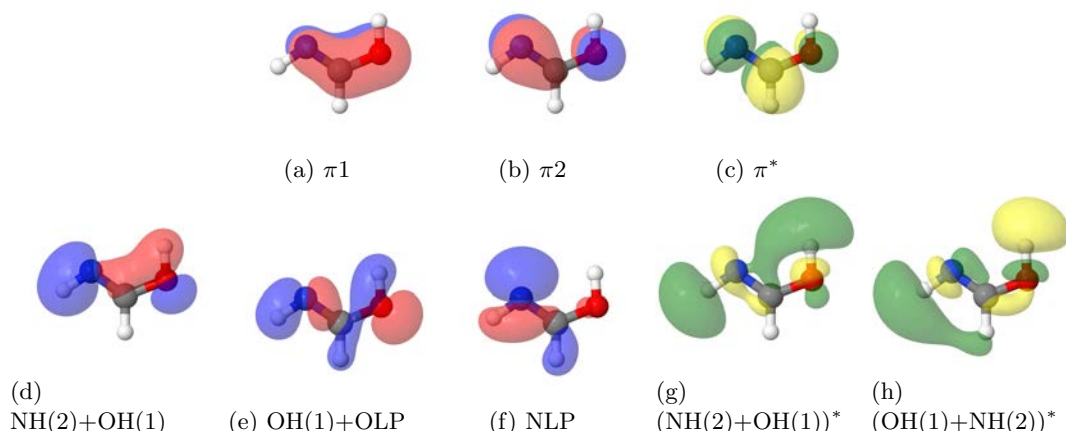 (a) π1
(b) π2
(c) π*
(d)
NH(2)+OH(1)
(e) OH(1)+OLP
(f) NLP
(g)
(NH(2)+OH(1))*
(h)
(OH(1)+NH(2))*